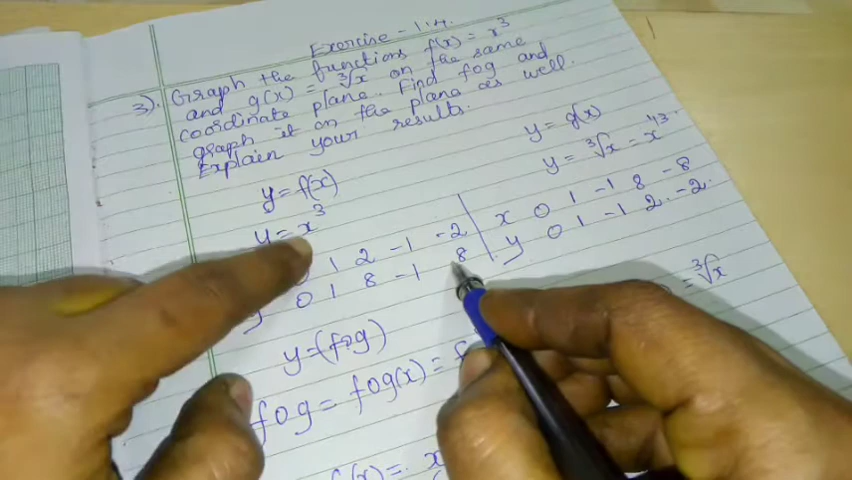 Exercise - 1.4.
3). Graph the functions f(x) = x³
and g(x) = ∛x on the same
coordinate plane. Find fog and
graph it on the plane as well.
Explain your results.
y = f(x)
y = x³
1 2 -1 -2
y 0 1 8 -1 8
y = g(x)
y = ∛x = x^1/3.
x 0 1 -1 8 -8
y 0 1 -1 2 -2.
y = (fog)
= ∛x
fog = fog(x) = f
f(x) = x